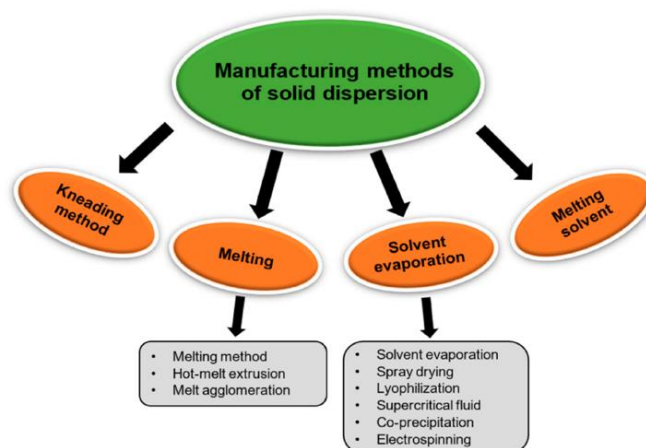 Manufacturing methods
of solid dispersion
Kneading
method
Melting
Solvent
evaporation
Melting
solvent
• Melting method
• Hot-melt extrusion
• Melt agglomeration
• Solvent evaporation
• Spray drying
• Lyophilization
• Supercritical fluid
• Co-precipitation
• Electrospinning